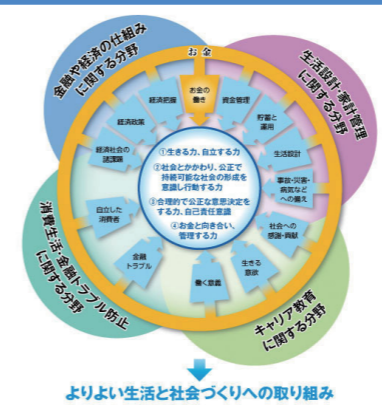 金融や経済の仕組み
に関する分野
お金
生活設計・家計管理
に関する分野
お金の
働き
資金管理
貯蓄と
運用
生活設計
事故・災害・
病気など
への備え
社会への
感謝・貢献
生きる
意欲
働く意義
金融
トラブル
自立した
消費者
経済社会の
諸課題
経済政策
経済把握
①生きる力、自立する力
②社会とかかわり、公正で
持続可能な社会の形成を
意識し行動する力
③合理的で公正な意思決定を
する力、自己責任意識
④お金と向き合い、
管理する力
消費生活・金融トラブル防止
に関する分野
キャリア教育
に関する分野
よりよい生活と社会づくりへの取り組み